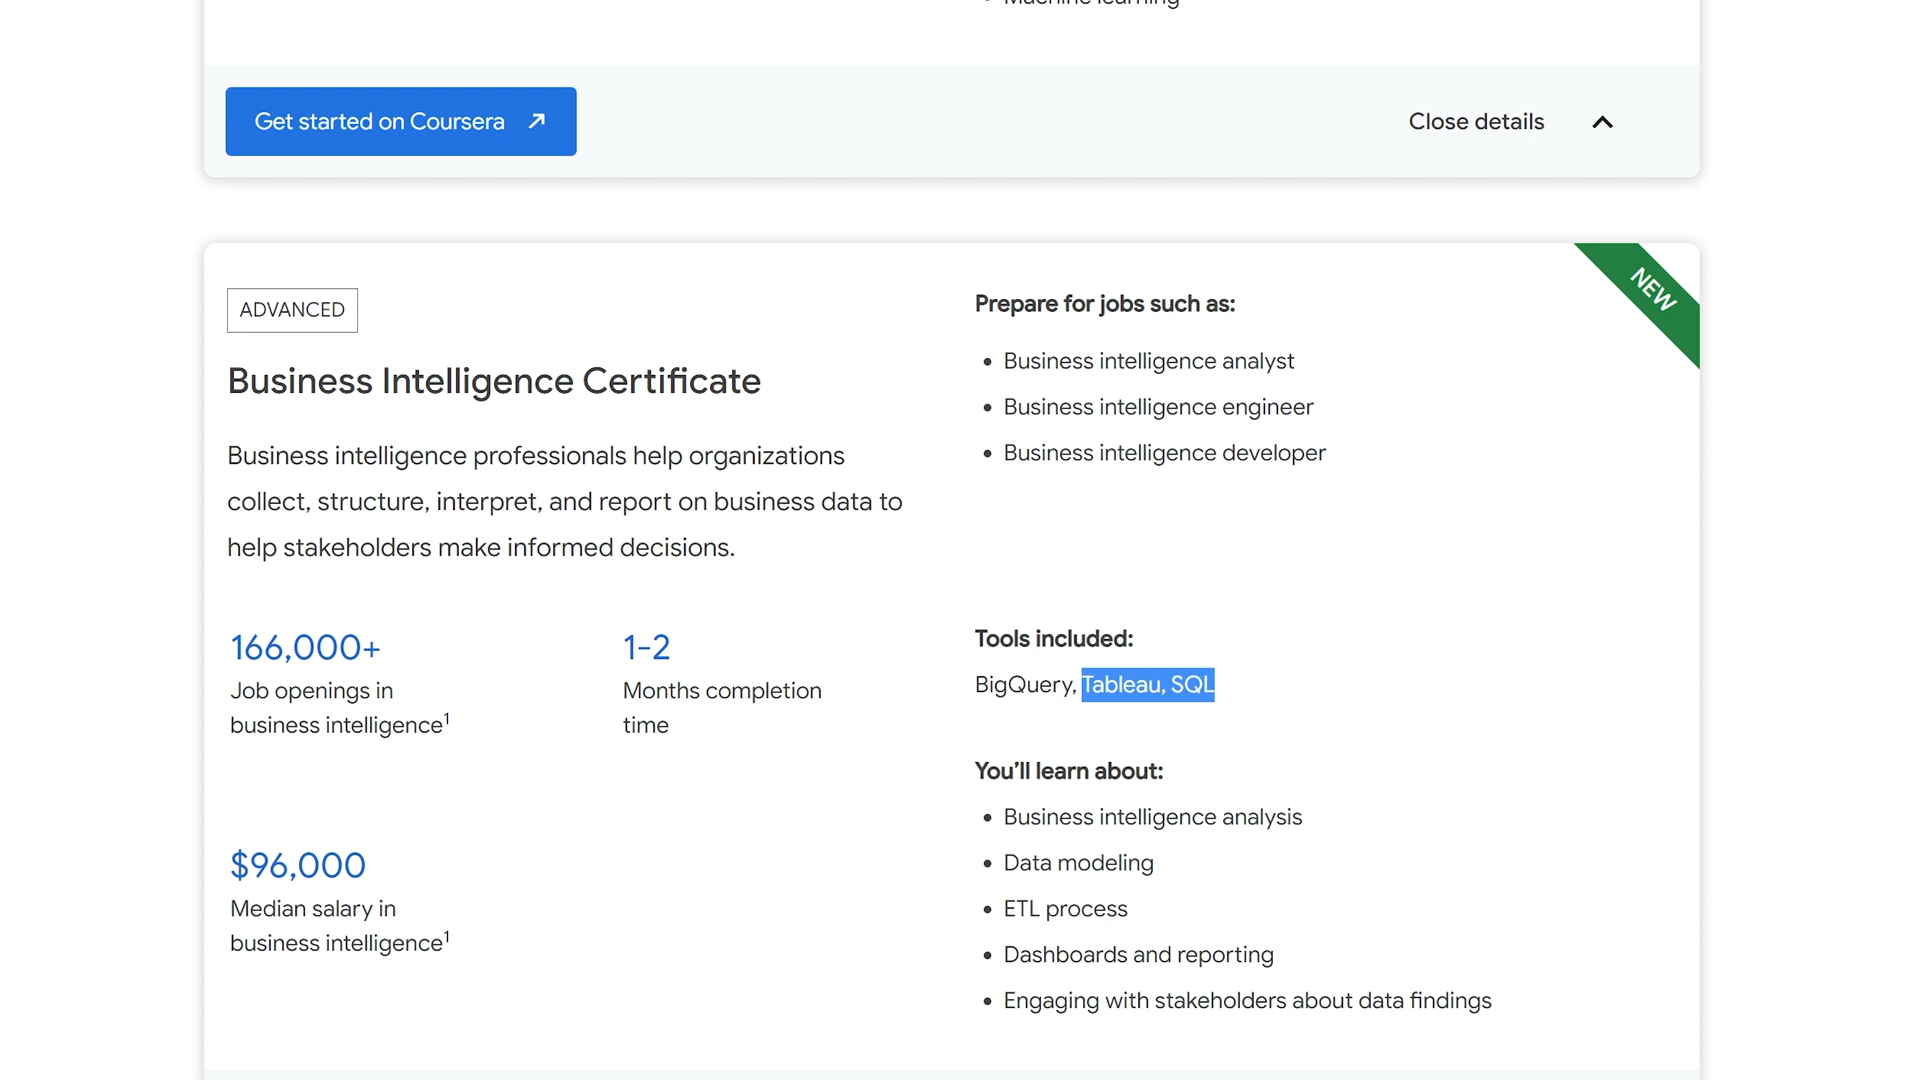 Machine learning
Get started on Coursera
Close details
NEW
ADVANCED
Business Intelligence Certificate
Business intelligence professionals help organizations
collect, structure, interpret, and report on business data to
help stakeholders make informed decisions.
166,000+
Job openings in
business intelligence¹
1-2
Months completion
time
$96,000
Median salary in
business intelligence¹
Prepare for jobs such as:
• Business intelligence analyst
• Business intelligence engineer
• Business intelligence developer
Tools included:
BigQuery, Tableau, SQL
You’ll learn about:
• Business intelligence analysis
• Data modeling
• ETL process
• Dashboards and reporting
• Engaging with stakeholders about data findings